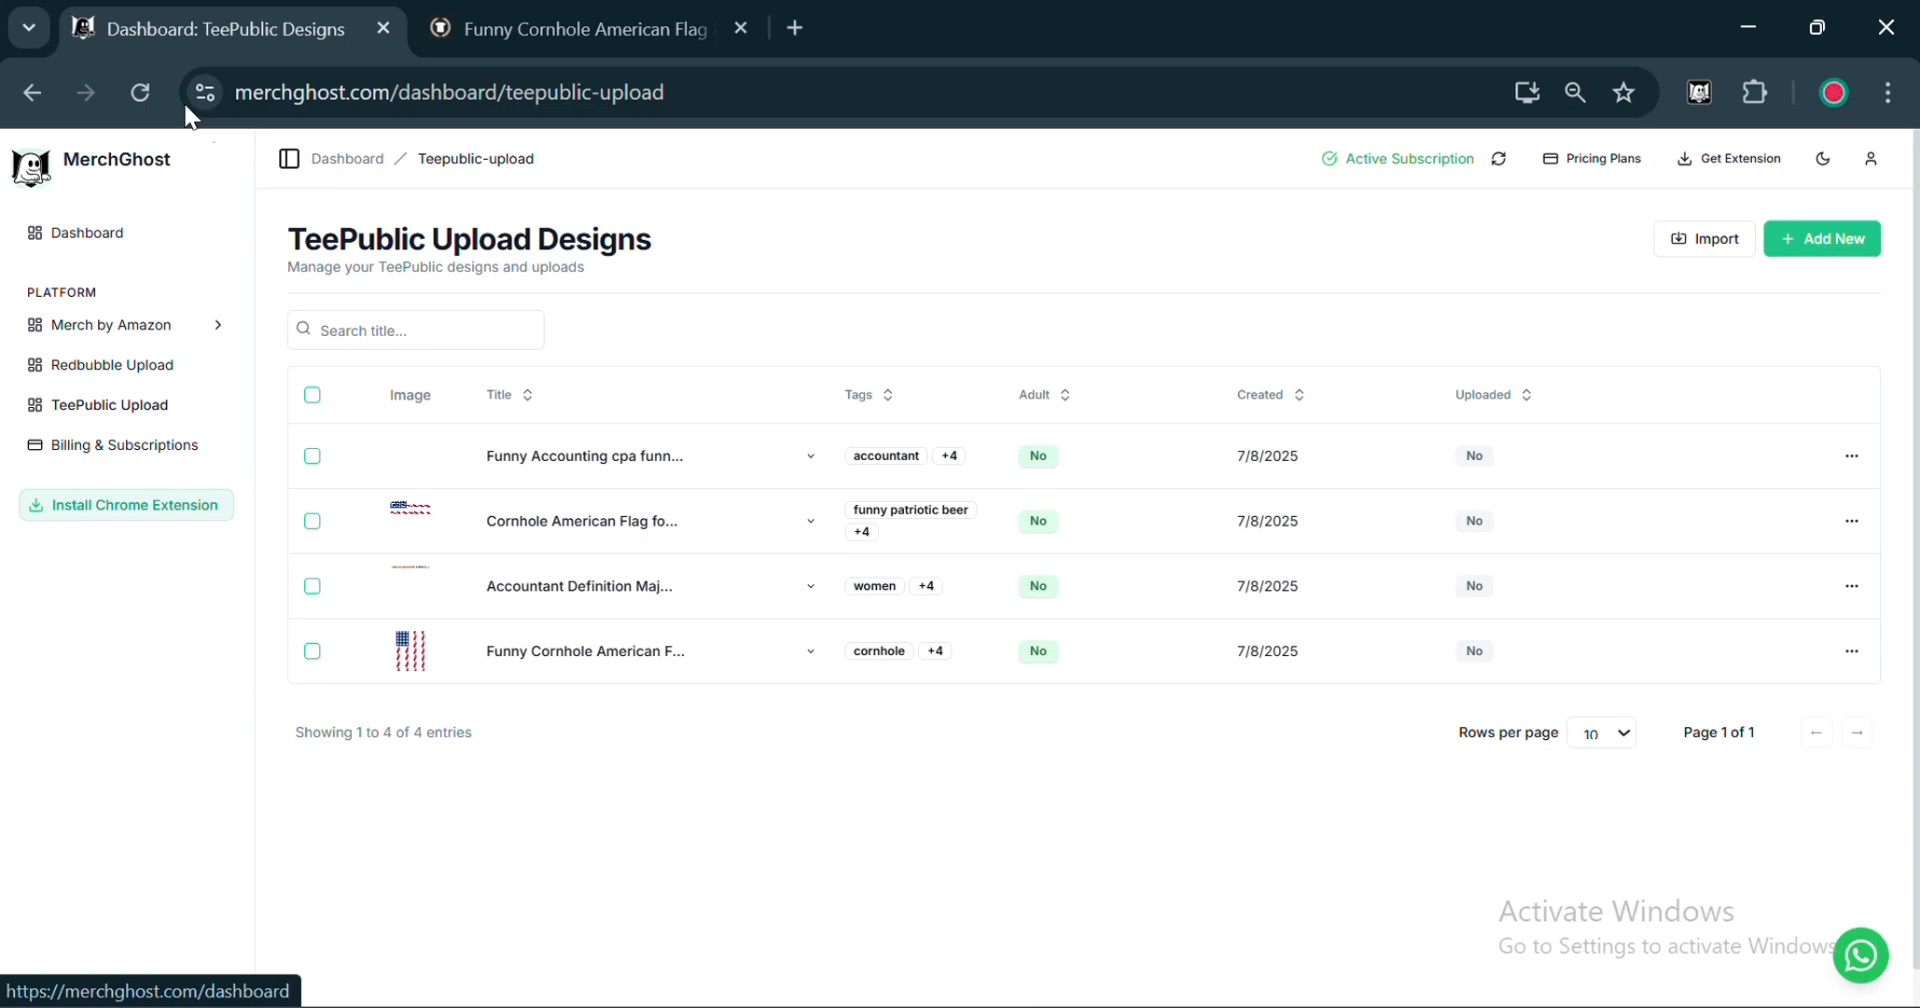 Dashboard: TeePublic Designs
Funny Cornhole American Flag
merchghost.com/dashboard/teepublic-upload
MerchGhost
Dashboard / Teepublic-upload
Active Subscription
Pricing Plans
Get Extension
Dashboard
PLATFORM
Merch by Amazon
Redbubble Upload
TeePublic Upload
Billing & Subscriptions
Install Chrome Extension
TeePublic Upload Designs
Manage your TeePublic designs and uploads
Import
+ Add New
Search title...
Image Title Tags Adult Created Uploaded
Funny Accounting cpa funn... accountant +4 No 7/8/2025 No ...
Cornhole American Flag fo... funny patriotic beer +4 No 7/8/2025 No ...
Accountant Definition Maj... women +4 No 7/8/2025 No ...
Funny Cornhole American F... cornhole +4 No 7/8/2025 No ...
Showing 1 to 4 of 4 entries
Rows per page 10
Page 1 of 1
Activate Windows
Go to Settings to activate Windows
https://merchghost.com/dashboard